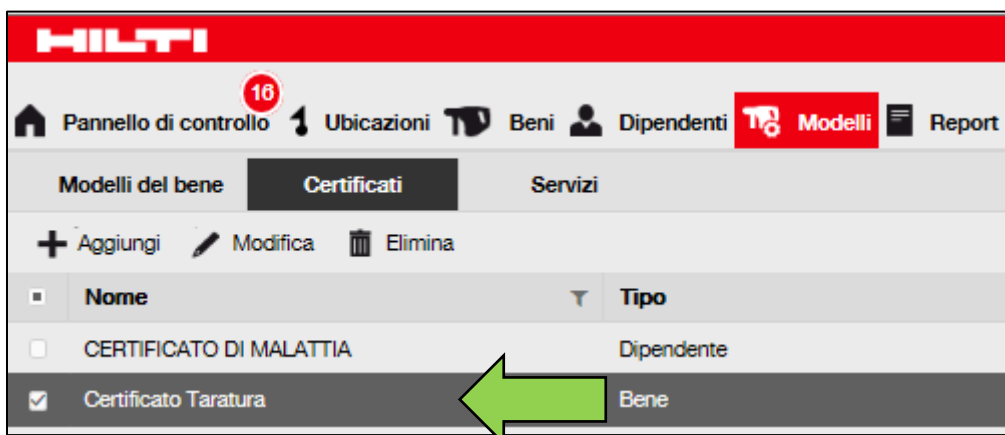 HILTI
16
Pannello di controllo Ubicazioni Beni Dipendenti Modelli Report
Modelli del bene Certificati Servizi
Aggiungi Modifica Elimina
Nome Tipo
CERTIFICATO DI MALATTIA Dipendente
Certificato Taratura Bene